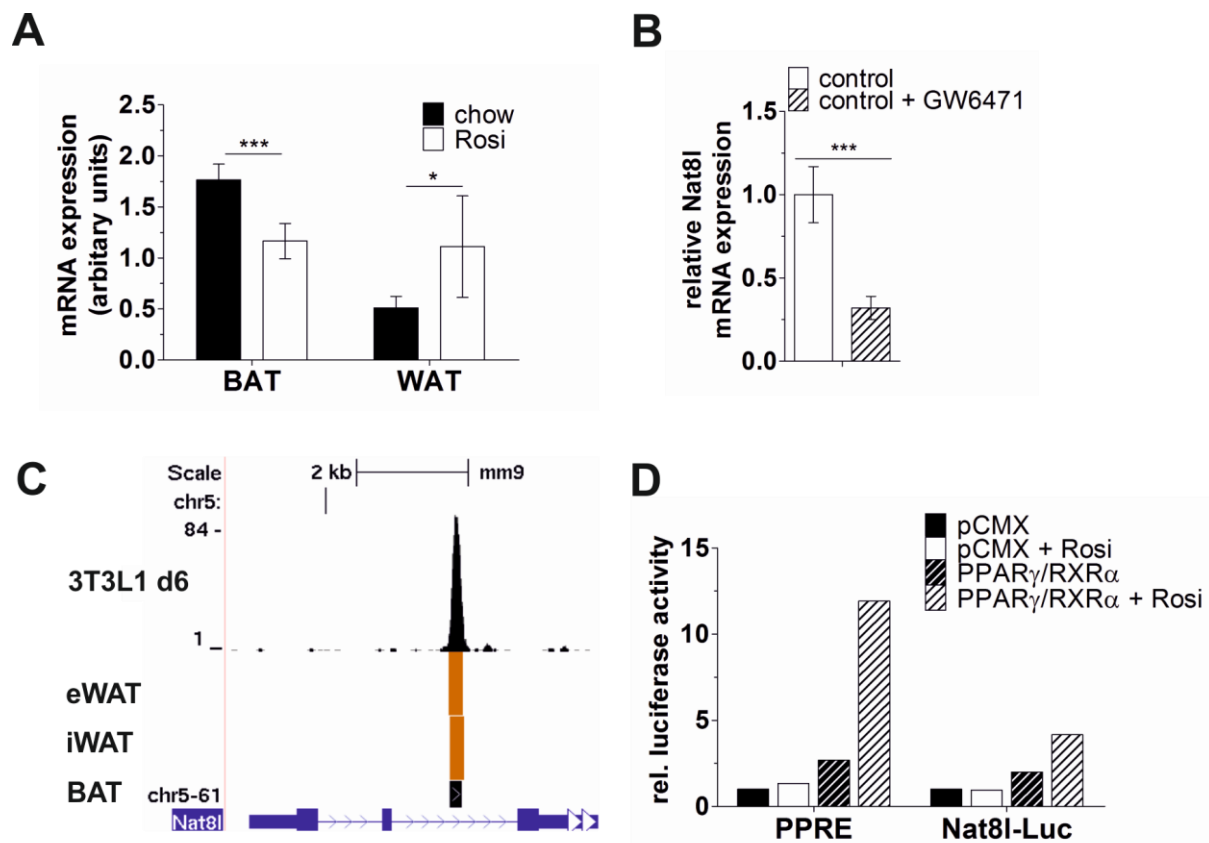 A
mRNA expression
(arbitary units)
2.5
2.0
1.5
1.0
0.5
0.0
chow
Rosi
***
*
BAT
WAT
B
control
control + GW6471
relative Nat8l
mRNA expression
1.5
1.0
0.5
0.0
***
C
Scale
2 kb
mm9
chr5:
84 -
3T3L1 d6
1 _
eWAT
iWAT
BAT
chr5-61
Nat8l
D
pCMX
pCMX + Rosi
PPARγ/RXRα
PPARγ/RXRα + Rosi
rel. luciferase activity
15
10
5
0
PPRE
Nat8l-Luc